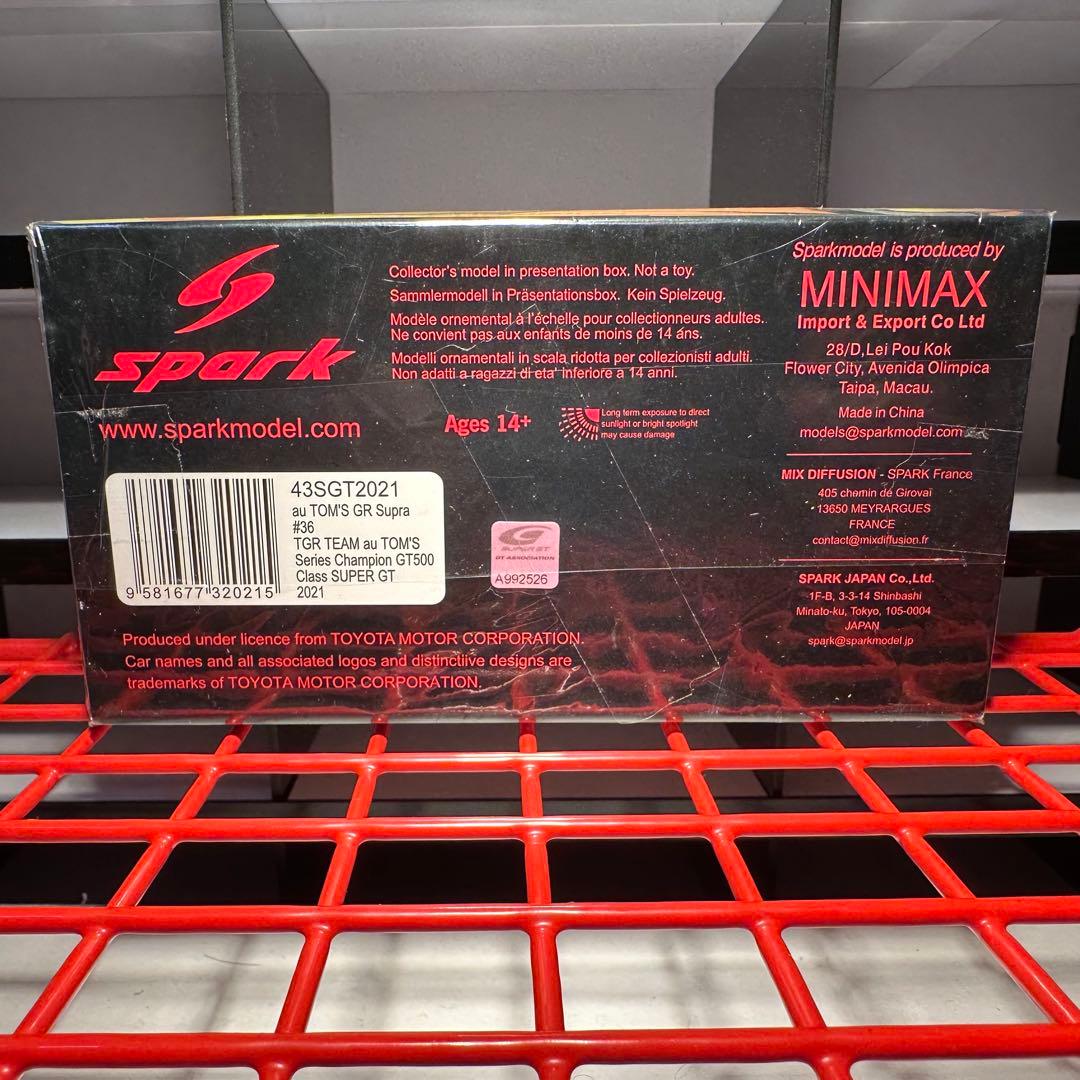 spark
www.sparkmodel.com
Collector's model in presentation box. Not a toy.
Sammlermodell in Präsentationsbox. Kein Spielzeug.
Modèle ornemental à l'échelle pour collectionneurs adultes.
Ne convient pas aux enfants de moins de 14 ans.
Modelli ornamentali in scala ridotta per collezionisti adulti.
Non adatti a ragazzi di eta' inferiore a 14 anni.
Ages 14+
Long term exposure to direct
sunlight or bright spotlight
may cause damage
43SGT2021
au TOM'S GR Supra
#36
TGR TEAM au TOM'S
Series Champion GT500
Class SUPER GT
2021
9 581677 320215
SUPER GT
GT ASSOCIATION
A992526
Produced under licence from TOYOTA MOTOR CORPORATION.
Car names and all associated logos and distinctiive designs are
trademarks of TOYOTA MOTOR CORPORATION.
Sparkmodel is produced by
MINIMAX
Import & Export Co Ltd
28/D,Lei Pou Kok
Flower City, Avenida Olimpica
Taipa, Macau.
Made in China
models@sparkmodel.com
MIX DIFFUSION - SPARK France
405 chemin de Girovaï
13650 MEYRARGUES
FRANCE
contact@mixdiffusion.fr
SPARK JAPAN Co.,Ltd.
1F-B, 3-3-14 Shinbashi
Minato-ku, Tokyo, 105-0004
JAPAN
spark@sparkmodel.jp